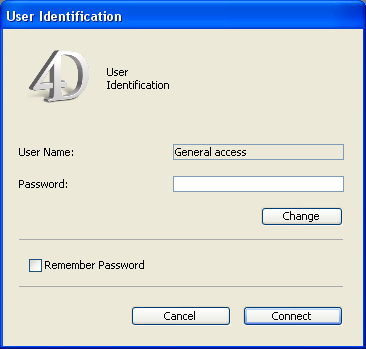 User Identification
4D
User
Identification
User Name:
General access
Password:
Change
Remember Password
Cancel
Connect